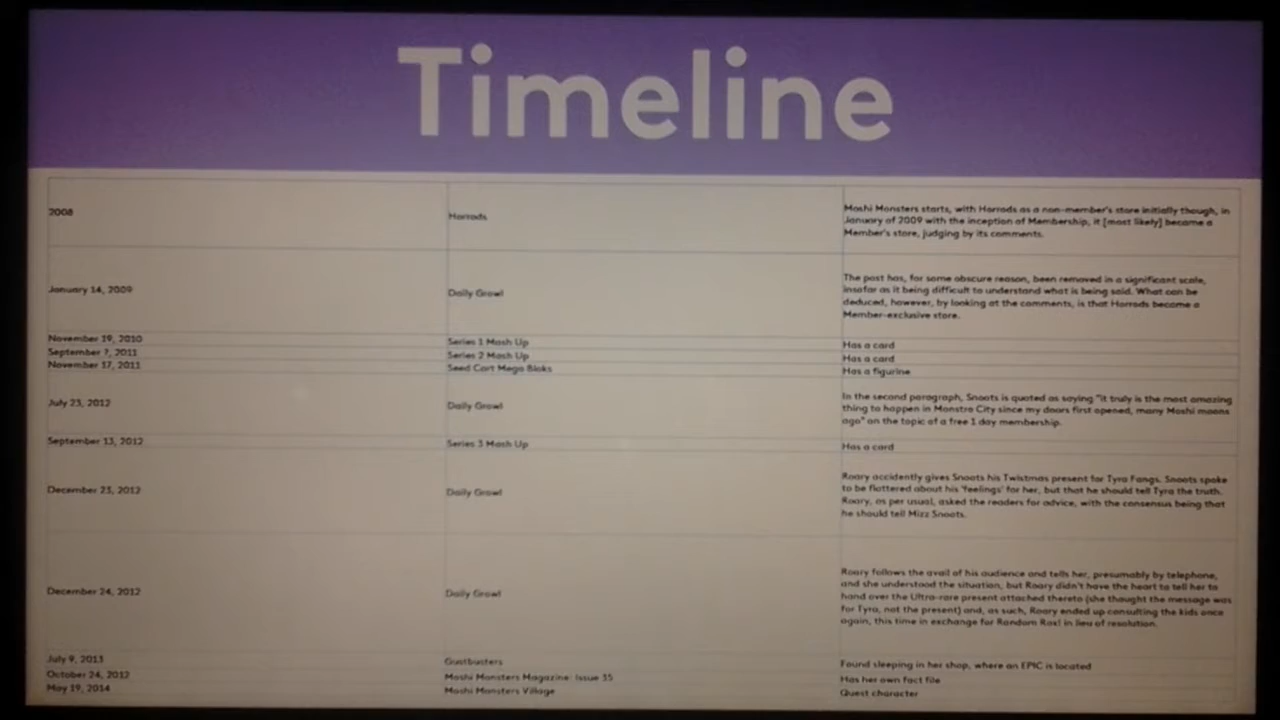 Timeline
2008
Horrods
Moshi Monsters starts, with Horrods as a non-member's store initially though, in
January of 2009 with the inception of Membership, it [most likely] became a
Member's store, judging by its comments.
January 14, 2009
Daily Growl
The post has, for some obscure reason, been removed in a significant scale,
insofar as it being difficult to understand what is being said. What can be
deduced, however, by looking at the comments, is that Horrods became a
Member-exclusive store.
November 19, 2010
Series 1 Mash Up
Has a card
September 7, 2011
Series 2 Mash Up
Has a card
November 17, 2011
Seed Cart Mega Bloks
Has a figurine
July 23, 2012
Daily Growl
In the second paragraph, Snoots is quoted as saying "it truly is the most amazing
thing to happen in Monstro City since my doors first opened, many Moshi moons
ago" on the topic of a free 1 day membership.
September 13, 2012
Series 3 Mash Up
Has a card
December 23, 2012
Daily Growl
Roary accidently gives Snoots his Twistmas present for Tyra Fangs. Snoots spoke
to be flattered about his 'feelings' for her, but that he should tell Tyra the truth.
Roary, as per usual, asked the readers for advice, with the consensus being that
he should tell Mizz Snoots.
December 24, 2012
Daily Growl
Roary follows the avail of his audience and tells her, presumably by telephone,
and she understood the situation, but Roary didn't have the heart to tell her to
hand over the Ultra-rare present attached thereto (she thought the message was
for Tyra, not the present) and, as such, Roary ended up consulting the kids once
again, this time in exchange for Random Rox! in lieu of resolution.
July 9, 2013
Gustbusters
Found sleeping in her shop, where an EPIC is located
October 24, 2012
Moshi Monsters Magazine: Issue 35
Has her own fact file
May 19, 2014
Moshi Monsters Village
Quest character